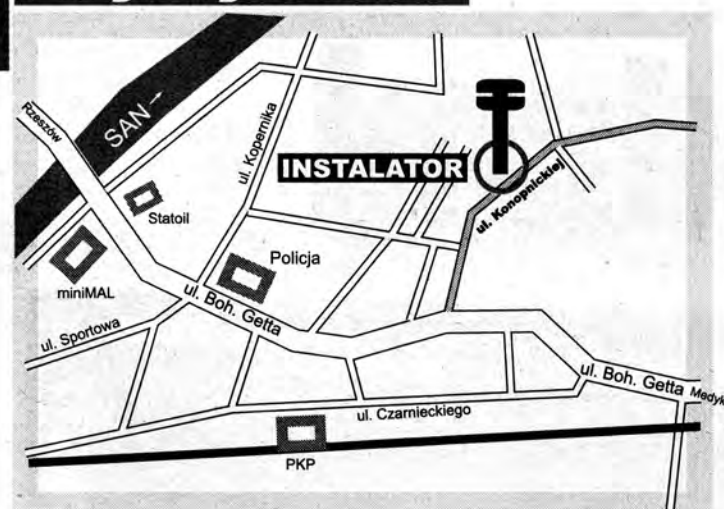 Rzeszów
SAN →
ul. Kopernika
INSTALATOR
ul. Konopnickiej
Statoil
Policja
miniMAL
ul. Boh. Getta
ul. Sportowa
ul. Boh. Getta
ul. Czarnieckiego
PKP